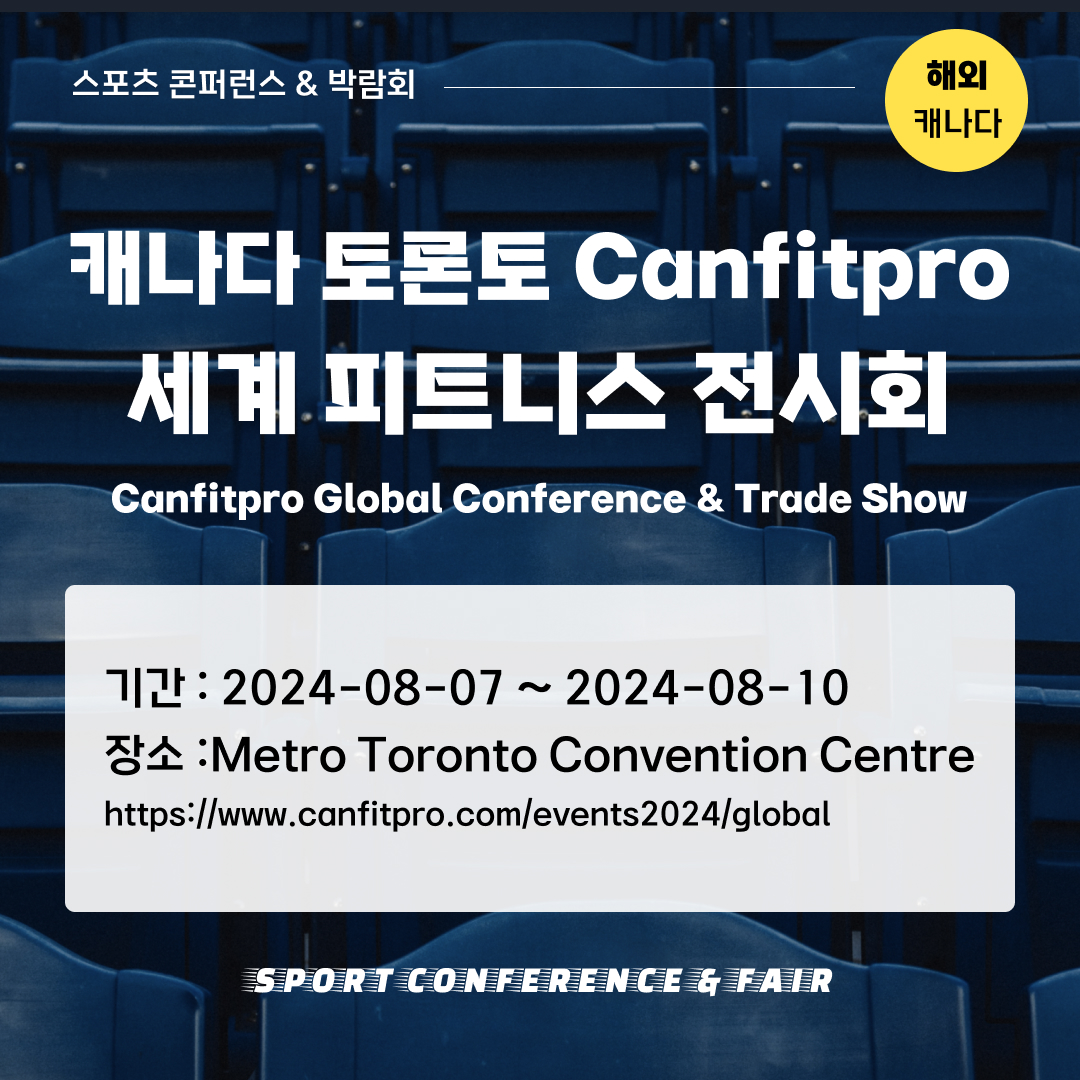 스포츠 콘퍼런스 & 박람회
해외
캐나다
캐나다 토론토 Canfitpro
세계 피트니스 전시회
Canfitpro Global Conference & Trade Show
기간 : 2024-08-07 ~ 2024-08-10
장소 :Metro Toronto Convention Centre
https://www.canfitpro.com/events2024/global
SPORT CONFERENCE & FAIR